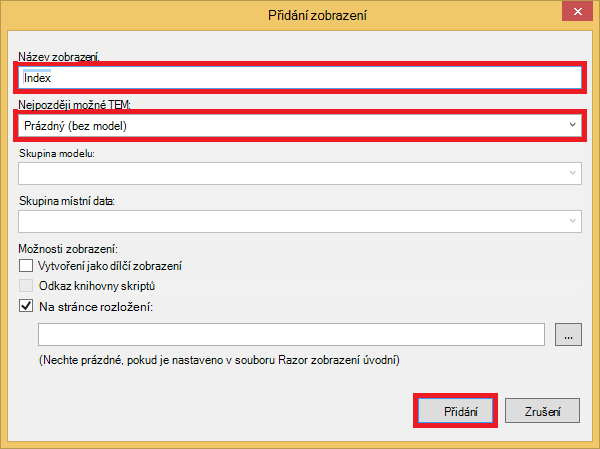 Přidání zobrazení
Název zobrazení:
Index
Nejpozději možné TEM:
Prázdný (bez model)
Skupina modelu:
Skupina místní data:
Možnosti zobrazení:
Vytvoření jako dílčí zobrazení
Odkaz knihovny skriptů
Na stránce rozložení:
...
(Nechte prázdné, pokud je nastaveno v souboru Razor zobrazení úvodní)
Přidání
Zrušení